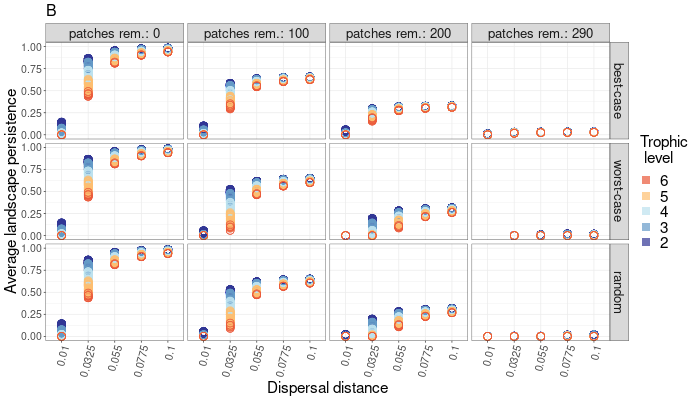 B
patches rem.: 0 patches rem.: 100 patches rem.: 200 patches rem.: 290
1.00
0.75
0.50
0.25
0.00
best-case
1.00
0.75
0.50
0.25
0.00
worst-case
1.00
0.75
0.50
0.25
0.00
random
Average landscape persistence
0.01 0.0325 0.055 0.0775 0.1 0.01 0.0325 0.055 0.0775 0.1 0.01 0.0325 0.055 0.0775 0.1 0.01 0.0325 0.055 0.0775 0.1
Dispersal distance
Trophic
level
6
5
4
3
2